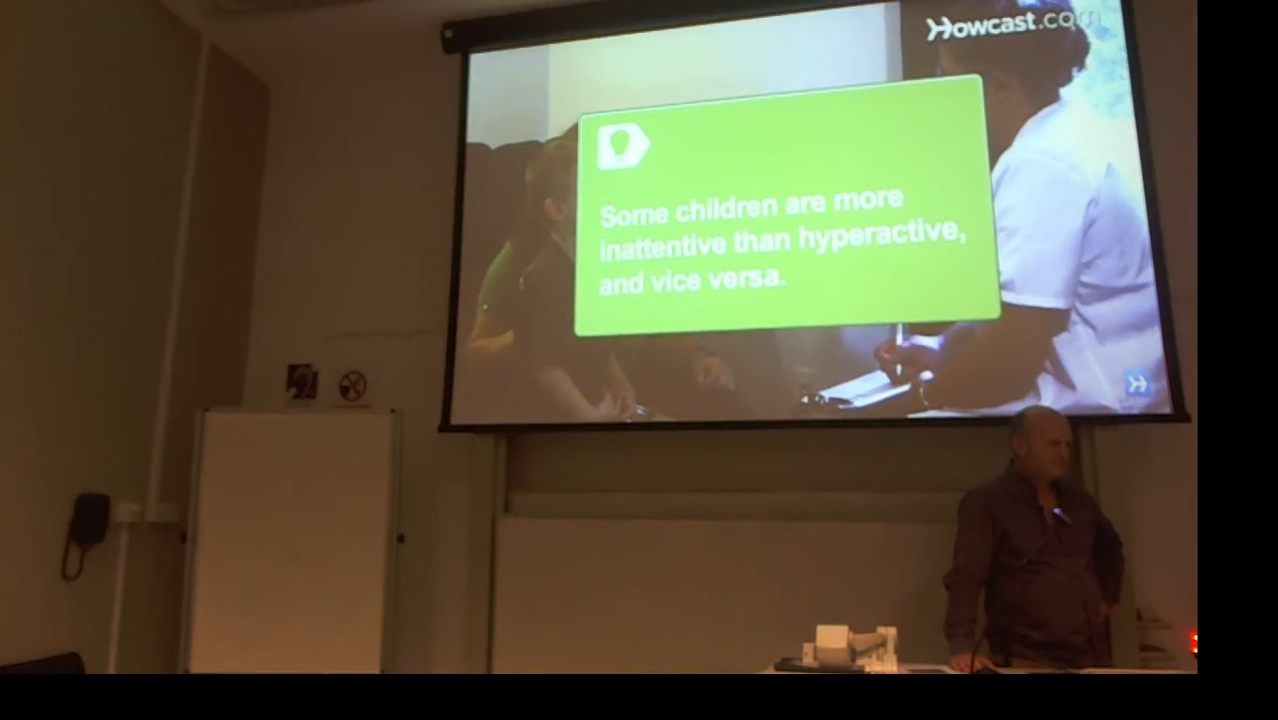 Howcast.com
Some children are more
inattentive than hyperactive,
and vice versa.